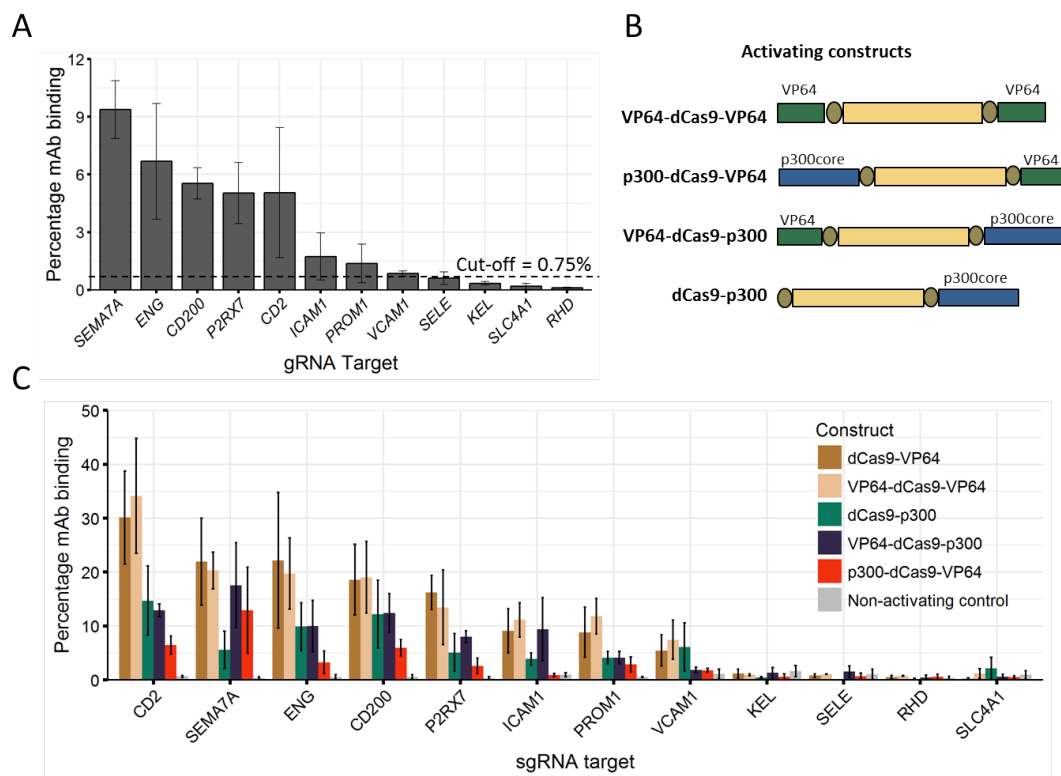 A
Percentage mAb binding
12
9
6
3
0
Cut-off = 0.75%
SEMA7A
ENG
CD200
P2RX7
CD2
ICAM1
PROM1
VCAM1
SELE
KEL
SLC4A1
RHD
gRNA Target
B
Activating constructs
VP64 VP64
VP64-dCas9-VP64
p300core VP64
p300-dCas9-VP64
VP64 p300core
VP64-dCas9-p300
p300core
dCas9-p300
C
Percentage mAb binding
50
40
30
20
10
0
Construct
dCas9-VP64
VP64-dCas9-VP64
dCas9-p300
VP64-dCas9-p300
p300-dCas9-VP64
Non-activating control
CD2
SEMA7A
ENG
CD200
P2RX7
ICAM1
PROM1
VCAM1
KEL
SELE
RHD
SLC4A1
sgRNA target